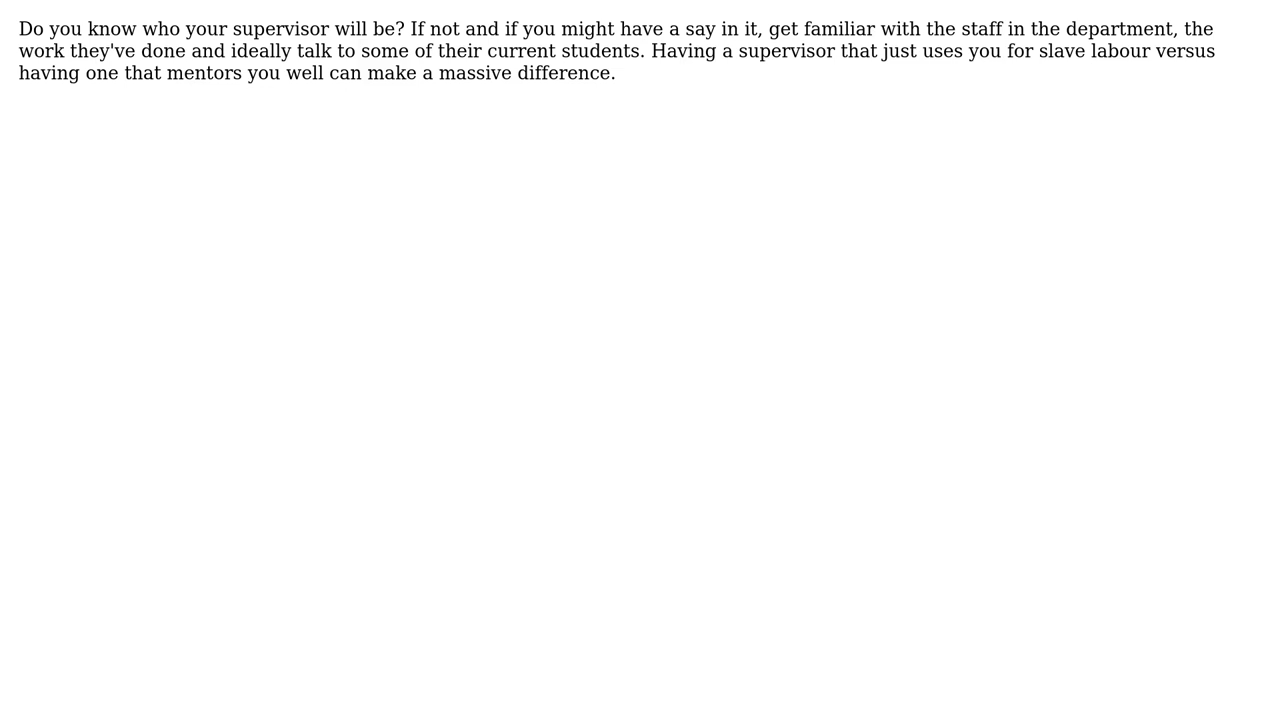 Do you know who your supervisor will be? If not and if you might have a say in it, get familiar with the staff in the department, the
work they've done and ideally talk to some of their current students. Having a supervisor that just uses you for slave labour versus
having one that mentors you well can make a massive difference.